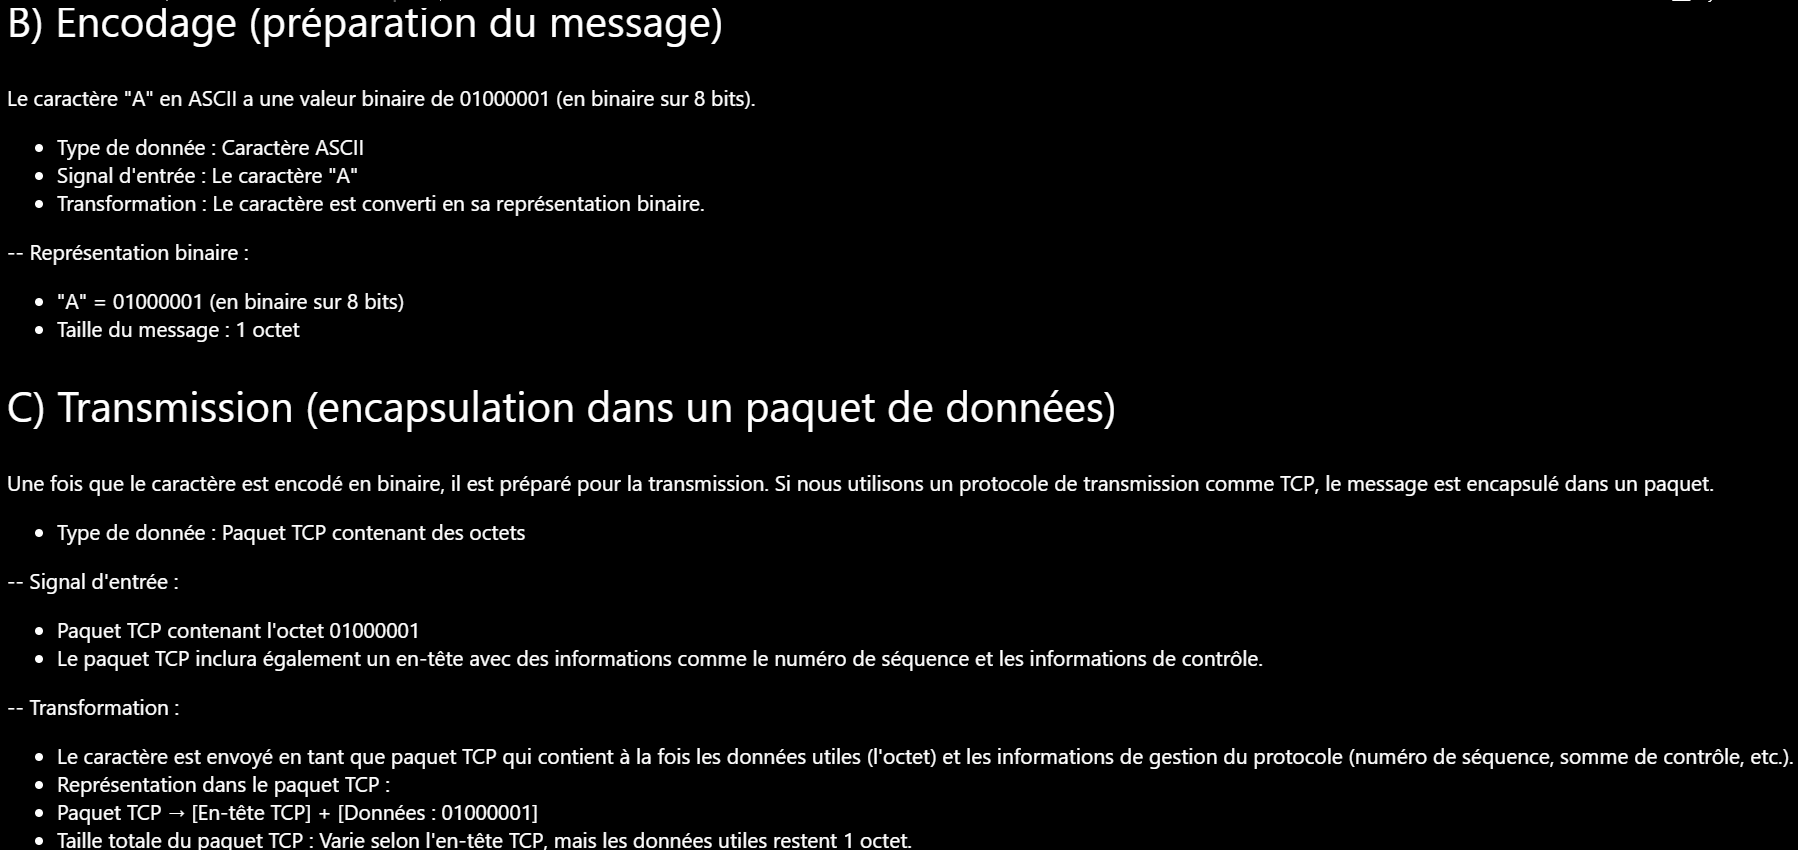 B) Encodage (préparation du message)
Le caractère "A" en ASCII a une valeur binaire de 01000001 (en binaire sur 8 bits).
• Type de donnée : Caractère ASCII
• Signal d'entrée : Le caractère "A"
• Transformation : Le caractère est converti en sa représentation binaire.
-- Représentation binaire :
• "A" = 01000001 (en binaire sur 8 bits)
• Taille du message : 1 octet
C) Transmission (encapsulation dans un paquet de données)
Une fois que le caractère est encodé en binaire, il est préparé pour la transmission. Si nous utilisons un protocole de transmission comme TCP, le message est encapsulé dans un paquet.
• Type de donnée : Paquet TCP contenant des octets
-- Signal d'entrée :
• Paquet TCP contenant l'octet 01000001
• Le paquet TCP inclura également un en-tête avec des informations comme le numéro de séquence et les informations de contrôle.
-- Transformation :
• Le caractère est envoyé en tant que paquet TCP qui contient à la fois les données utiles (l'octet) et les informations de gestion du protocole (numéro de séquence, somme de contrôle, etc.).
• Représentation dans le paquet TCP :
• Paquet TCP → [En-tête TCP] + [Données : 01000001]
• Taille totale du paquet TCP : Varie selon l'en-tête TCP, mais les données utiles restent 1 octet.